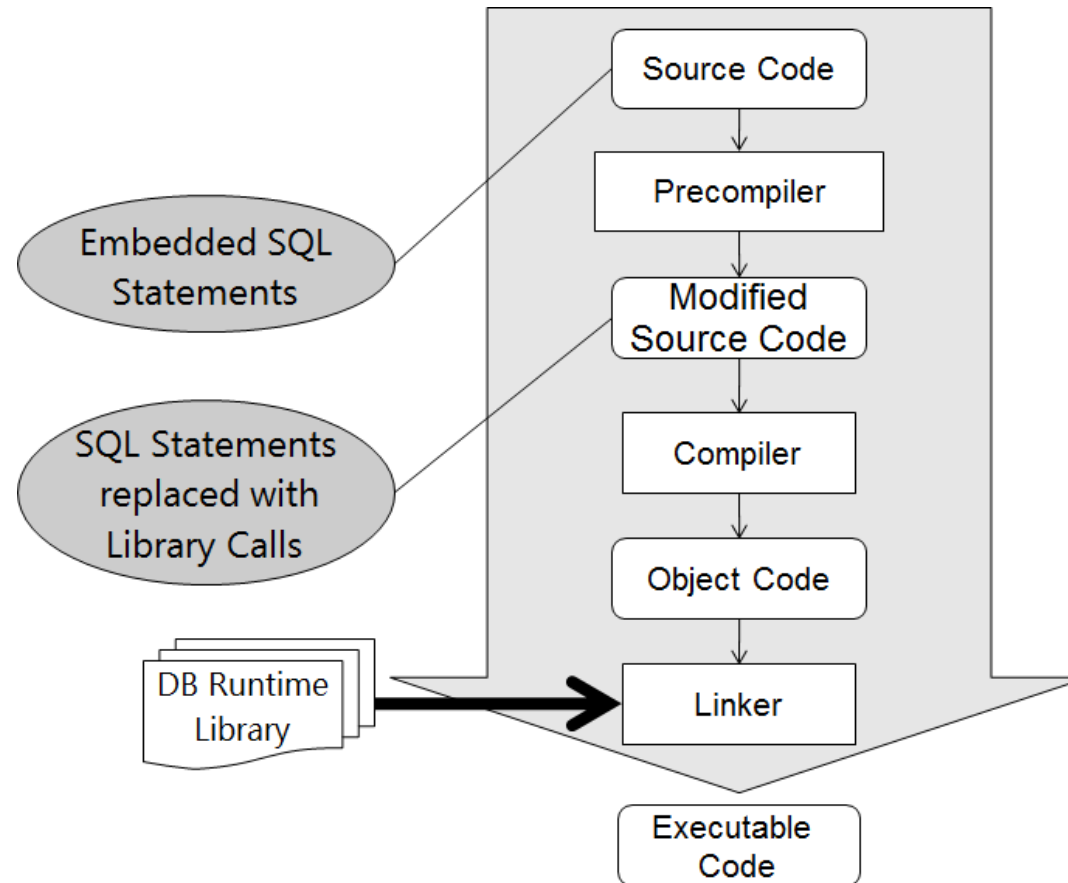 Source Code
Precompiler
Embedded SQL
Statements
Modified
Source Code
SQL Statements
replaced with
Library Calls
Compiler
Object Code
DB Runtime
Library
Linker
Executable
Code